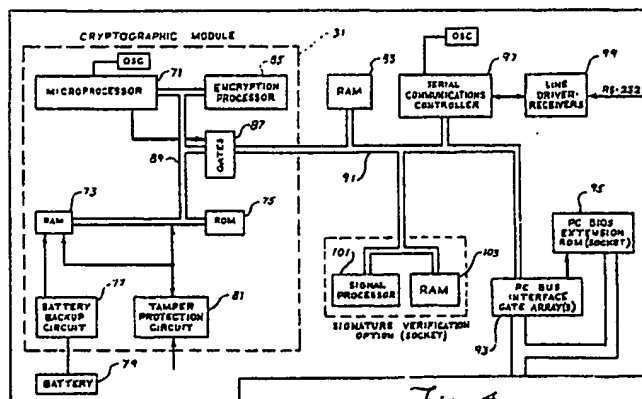 CRYPTOGRAPHIC MODULE
31
OSC
MICROPROCESSOR
71
85
ENCRYPTION
PROCESSOR
87
GATES
89
73
RAM
75
ROM
77
BATTERY
BACKUP
CIRCUIT
81
TAMPER
PROTECTION
CIRCUIT
79
BATTERY
83
RAM
OSC
97
SERIAL
COMMUNICATIONS
CONTROLLER
99
LINE
DRIVER-
RECEIVERS
RS-232
91
101
SIGNAL
PROCESSOR
103
RAM
SIGNATURE VERIFICATION
OPTION (SOCKET)
95
PC BIOS
EXTENSION
ROM (SOCKET)
PC BUS
INTERFACE
GATE ARRAY(S)
93